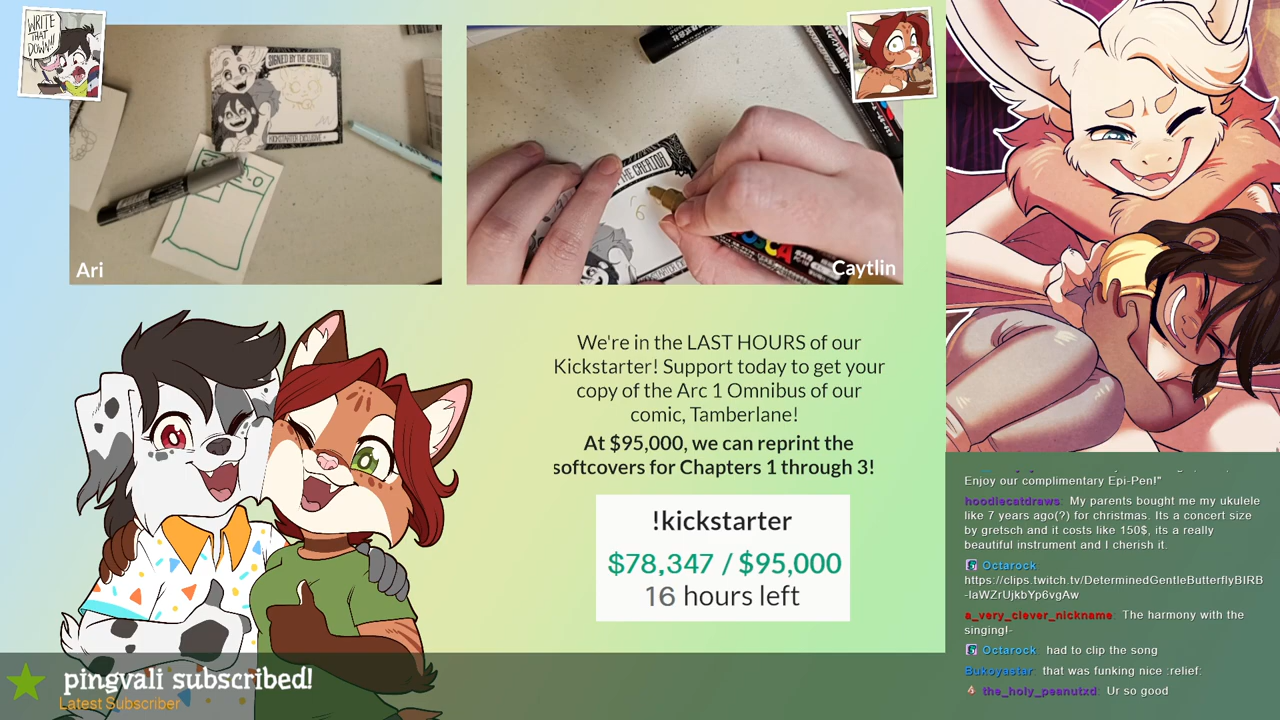 WRITE
THAT
DOWN!!!
SIGNED BY THE CREATOR
KICKSTARTER EXCLUSIVE
Ari
THE CREATOR
6
POSCA
Caytlin
We're in the LAST HOURS of our
Kickstarter! Support today to get your
copy of the Arc 1 Omnibus of our
comic, Tamberlane!
At $95,000, we can reprint the
softcovers for Chapters 1 through 3!
!kickstarter
$78,347 / $95,000
16 hours left
pingvali subscribed!
Latest Subscriber
Enjoy our complimentary Epi-Pen!"
hoodiecatdraws: My parents bought me my ukulele
like 7 years ago(?) for christmas. Its a concert size
by gretsch and it costs like 150$, its a really
beautiful instrument and I cherish it.
Octarock:
https://clips.twitch.tv/DeterminedGentleButterflyBIRB
-laWZrUjkbYp6vgAw
a_very_clever_nickname: The harmony with the
singing!-
Octarock: had to clip the song
Bukoyastar: that was funking nice :relief:
the_holy_peanutxd: Ur so good